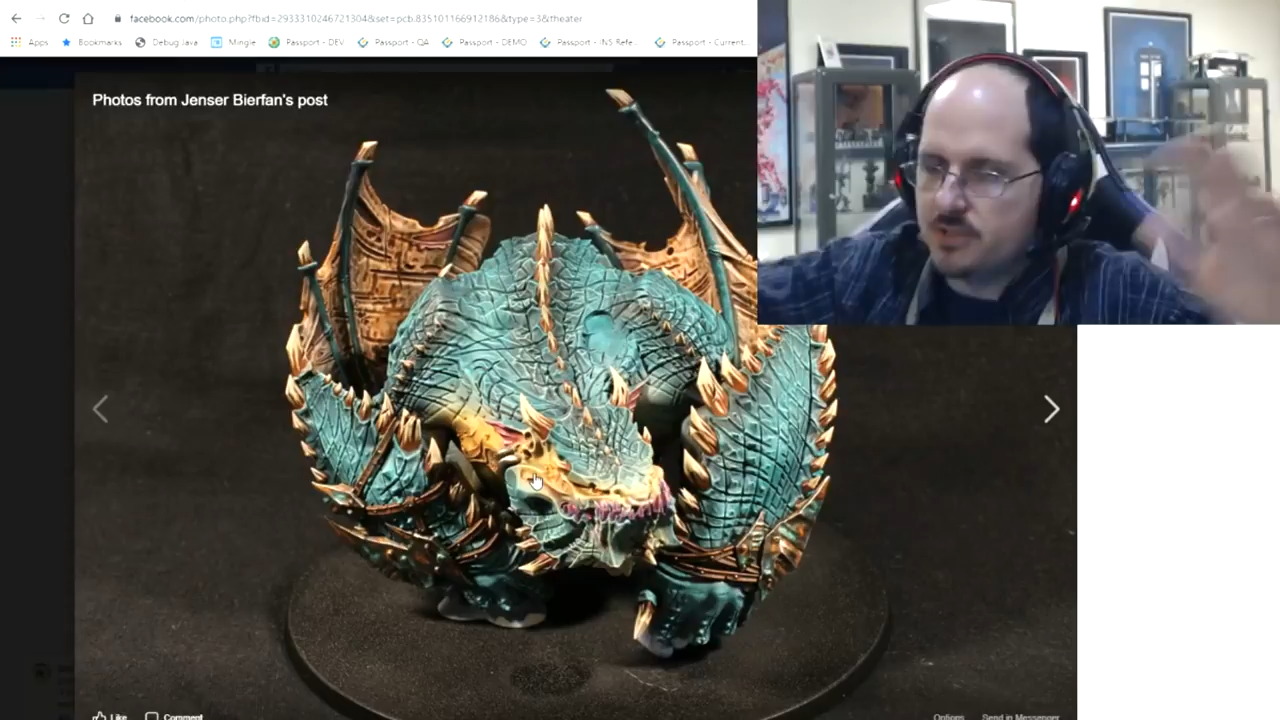 facebook.com/photo.php?fbid=2933310246721304&set=pcb.835101166912186&type=3&theater
Apps Bookmarks Debug Java Mingle Passport - DEV Passport - QA Passport - DEMO Passport - INS Refe... Passport - Current...
Photos from Jenser Bierfan's post
Like Comment Options Send in Messenger